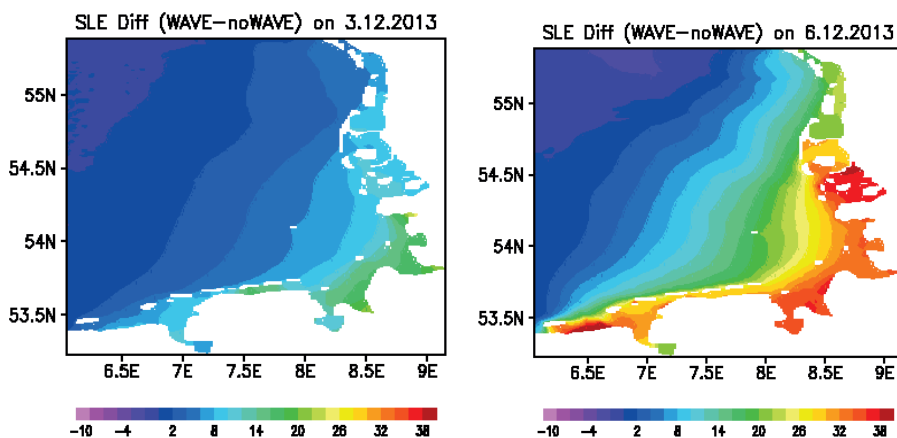 SLE Diff (WAVE-noWAVE) on 3.12.2013
55N
54.5N
54N
53.5N
6.5E 7E 7.5E 8E 8.5E 9E
-10 -4 2 8 14 20 26 32 38
SLE Diff (WAVE-noWAVE) on 6.12.2013
55N
54.5N
54N
53.5N
6.5E 7E 7.5E 8E 8.5E 9E
-10 -4 2 8 14 20 26 32 38